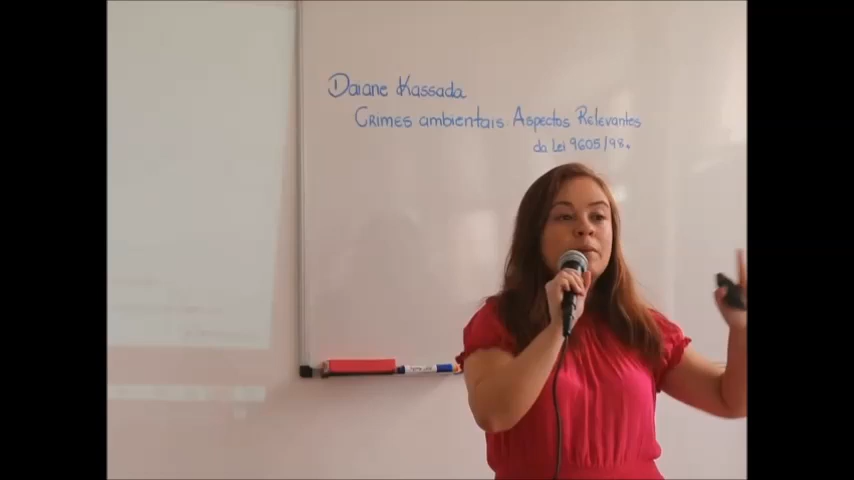 Daiane Kassada
Crimes ambientais: Aspectos Relevantes
da Lei 9605/98.